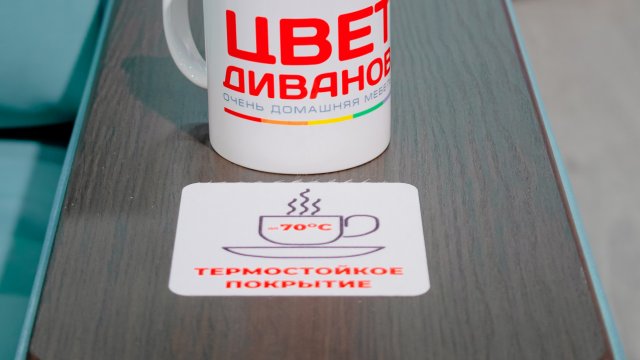 ЦВЕТ
ДИВАНОВ
ОЧЕНЬ ДОМАШНЯЯ МЕБЕЛЬ
70°C
ТЕРМОСТОЙКОЕ
ПОКРЫТИЕ